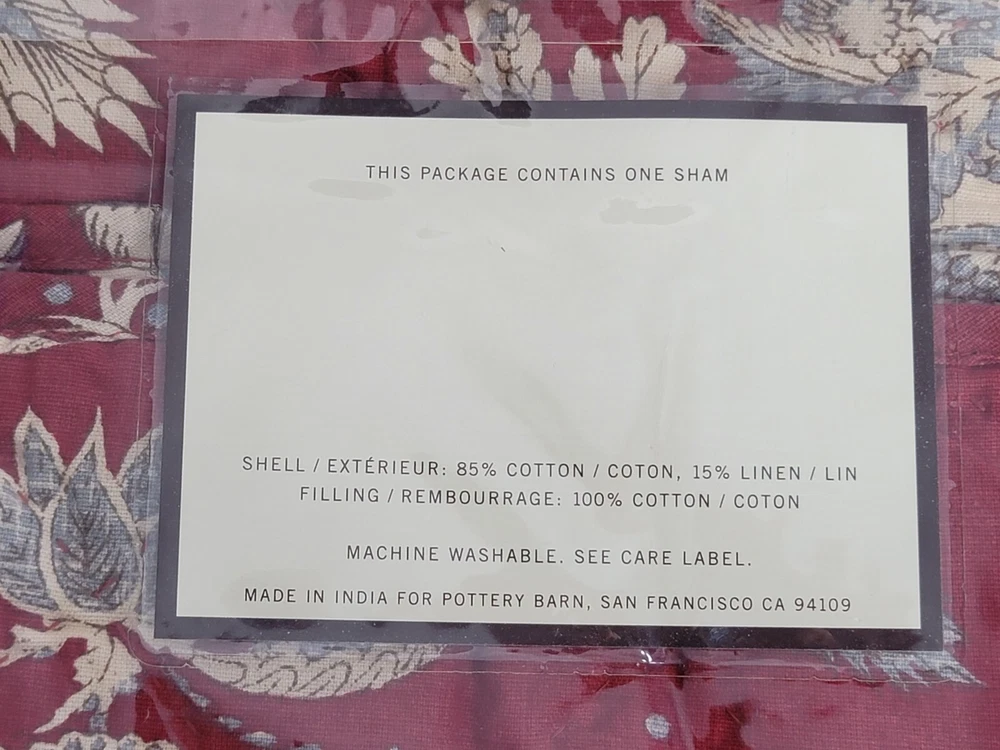 THIS PACKAGE CONTAINS ONE SHAM
SHELL / EXTÉRIEUR: 85% COTTON / COTON, 15% LINEN / LIN
FILLING / REMBOURRAGE: 100% COTTON / COTON
MACHINE WASHABLE. SEE CARE LABEL.
MADE IN INDIA FOR POTTERY BARN, SAN FRANCISCO CA 94109